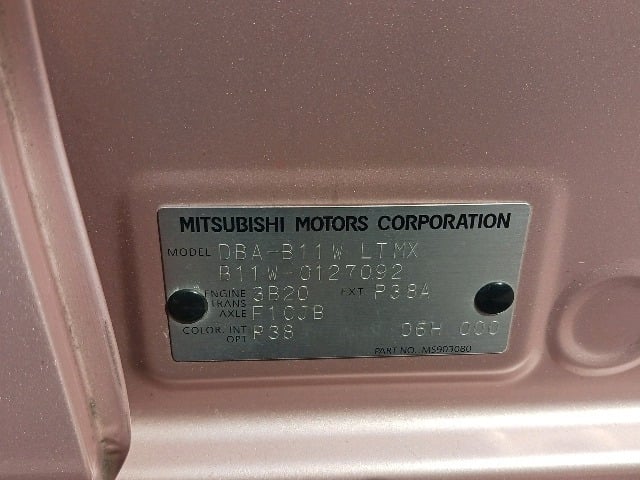 MITSUBISHI MOTORS CORPORATION
MODEL DBA-B11W LTMX
B11W-0127092
ENGINE 3B20 EXT P38A
TRANS
AXLE F1CJB
COLOR, INT P38 06H 000
OPT
PART NO. MS903080